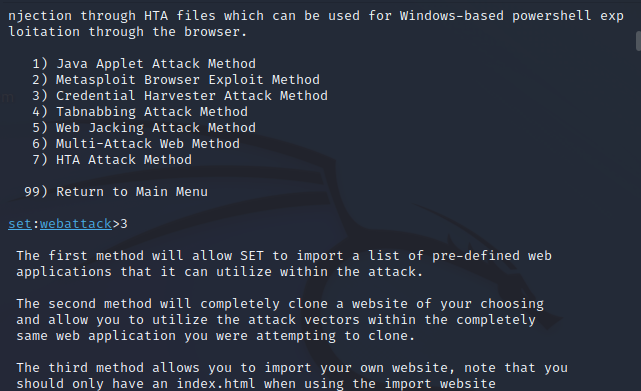 njection through HTA files which can be used for Windows-based powershell exp
loitation through the browser.
1) Java Applet Attack Method
2) Metasploit Browser Exploit Method
3) Credential Harvester Attack Method
4) Tabnabbing Attack Method
5) Web Jacking Attack Method
6) Multi-Attack Web Method
7) HTA Attack Method
99) Return to Main Menu
set:webattack>3
The first method will allow SET to import a list of pre-defined web
applications that it can utilize within the attack.
The second method will completely clone a website of your choosing
and allow you to utilize the attack vectors within the completely
same web application you were attempting to clone.
The third method allows you to import your own website, note that you
should only have an index.html when using the import website